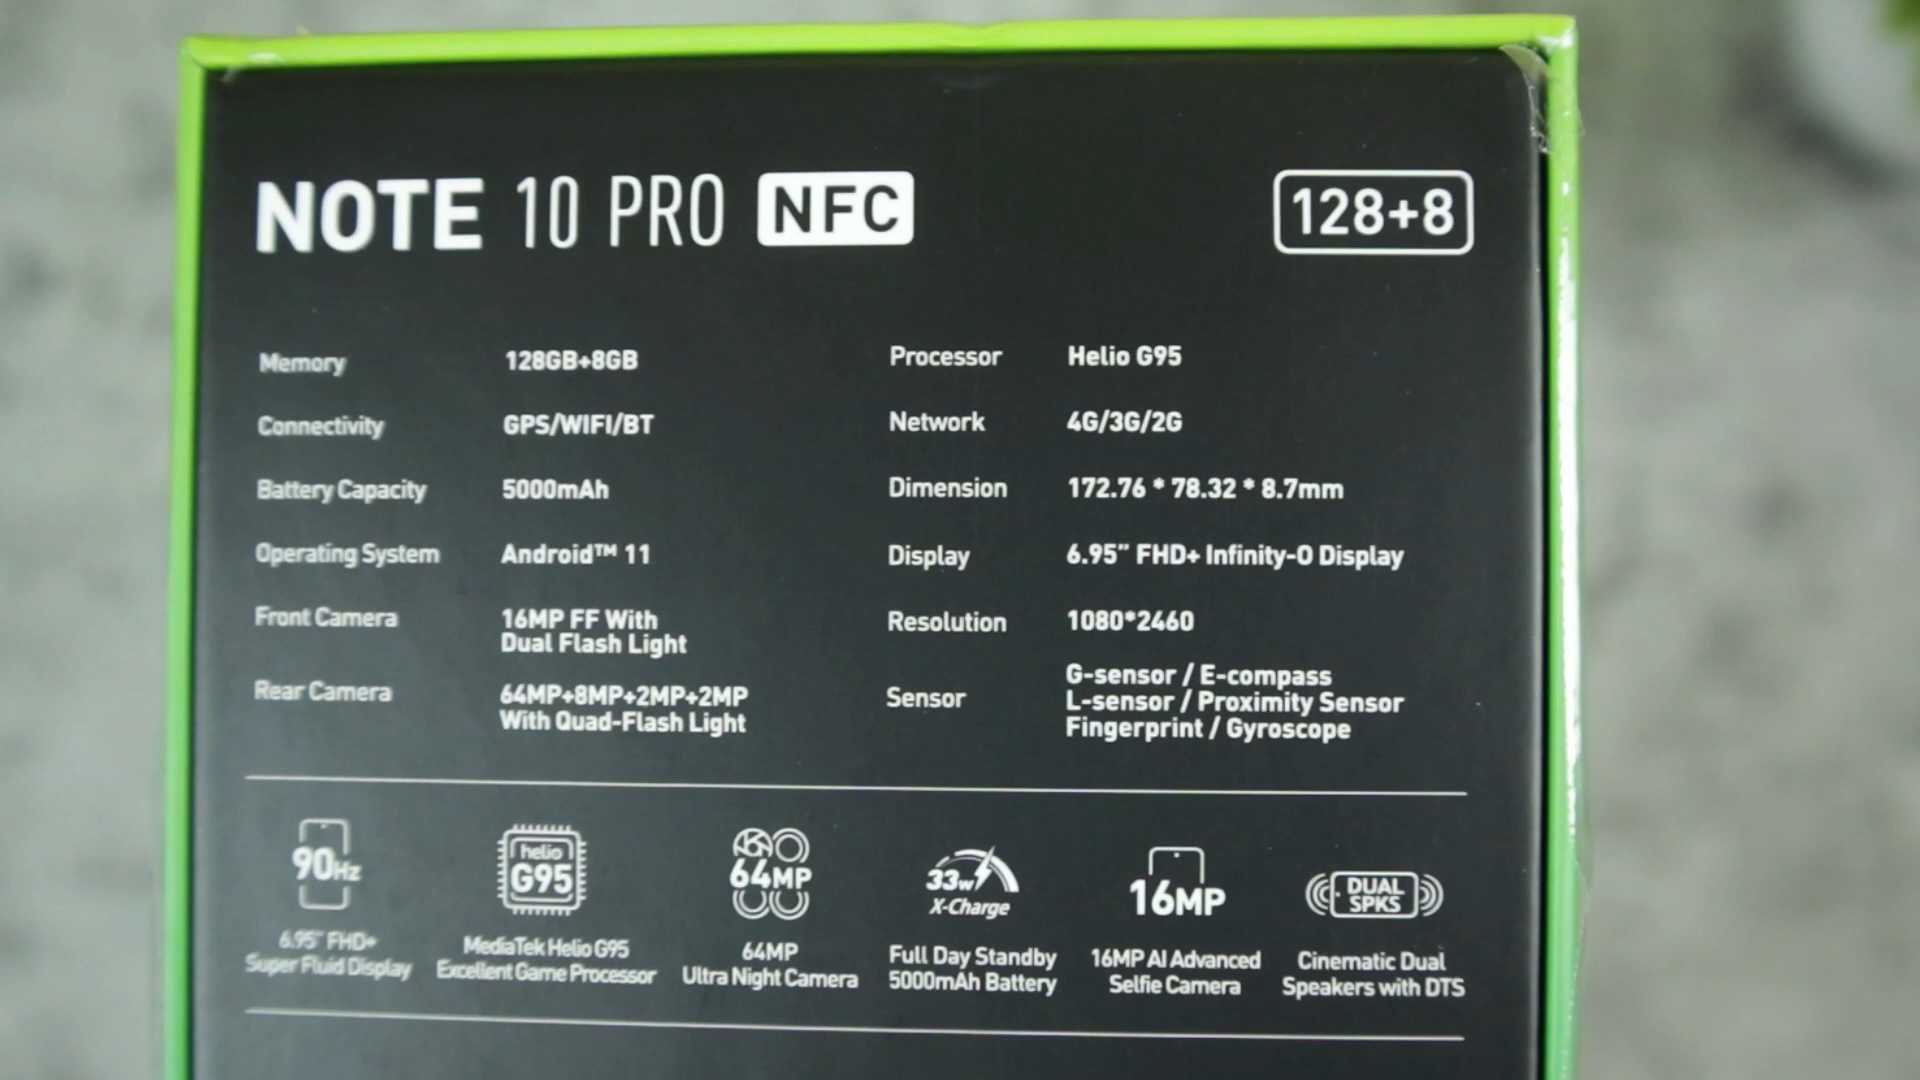 NOTE 10 PRO NFC
128+8
Memory 128GB+8GB
Connectivity GPS/WIFI/BT
Battery Capacity 5000mAh
Operating System Android™ 11
Front Camera 16MP FF With
Dual Flash Light
Rear Camera 64MP+8MP+2MP+2MP
With Quad-Flash Light
Processor Helio G95
Network 4G/3G/2G
Dimension 172.76 * 78.32 * 8.7mm
Display 6.95" FHD+ Infinity-O Display
Resolution 1080*2460
Sensor G-sensor / E-compass
L-sensor / Proximity Sensor
Fingerprint / Gyroscope
90Hz
6.95" FHD+
Super Fluid Display
helio
G95
MediaTek Helio G95
Excellent Game Processor
64MP
64MP
Ultra Night Camera
33W
X-Charge
Full Day Standby
5000mAh Battery
16MP
16MP AI Advanced
Selfie Camera
DUAL
SPKS
Cinematic Dual
Speakers with DTS